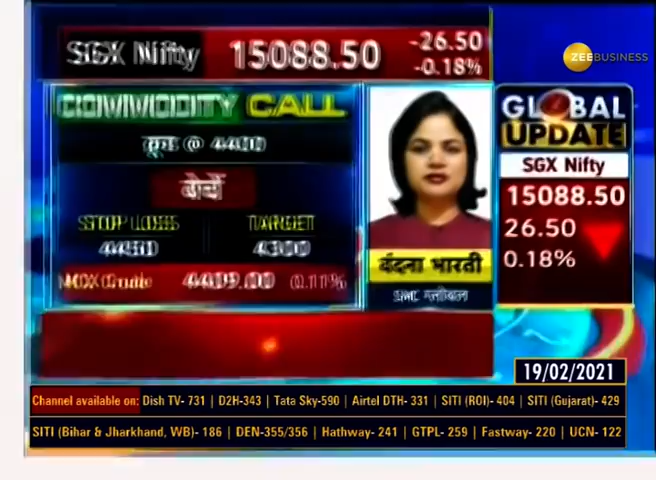 SGX Nifty 15088.50 -26.50
-0.18%
ZEEBUSINESS
COMMODITY CALL
क्रूड @ 4400
बेचें
STOP LOSS TARGET
4450 4300
MCX Crude 4409.00 (0.11%
वंदना भारती
SMC ग्लोबल
GLOBAL
UPDATE
SGX Nifty
15088.50
26.50
0.18%
19/02/2021
Channel available on: Dish TV- 731 | D2H-343 | Tata Sky-590 | Airtel DTH- 331 | SITI (ROI)- 404 | SITI (Gujarat)- 429
SITI (Bihar & Jharkhand, WB)- 186 | DEN-355/356 | Hathway- 241 | GTPL- 259 | Fastway- 220 | UCN- 122